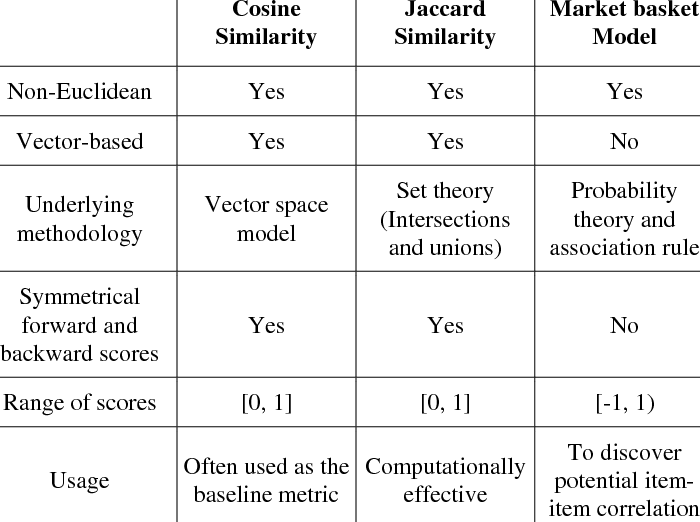 Cosine Similarity
Jaccard Similarity
Market basket Model
Non-Euclidean
Yes
Yes
Yes
Vector-based
Yes
Yes
No
Underlying methodology
Vector space model
Set theory (Intersections and unions)
Probability theory and association rule
Symmetrical forward and backward scores
Yes
Yes
No
Range of scores
[0, 1]
[0, 1]
[-1, 1)
Usage
Often used as the baseline metric
Computationally effective
To discover potential item-item correlation